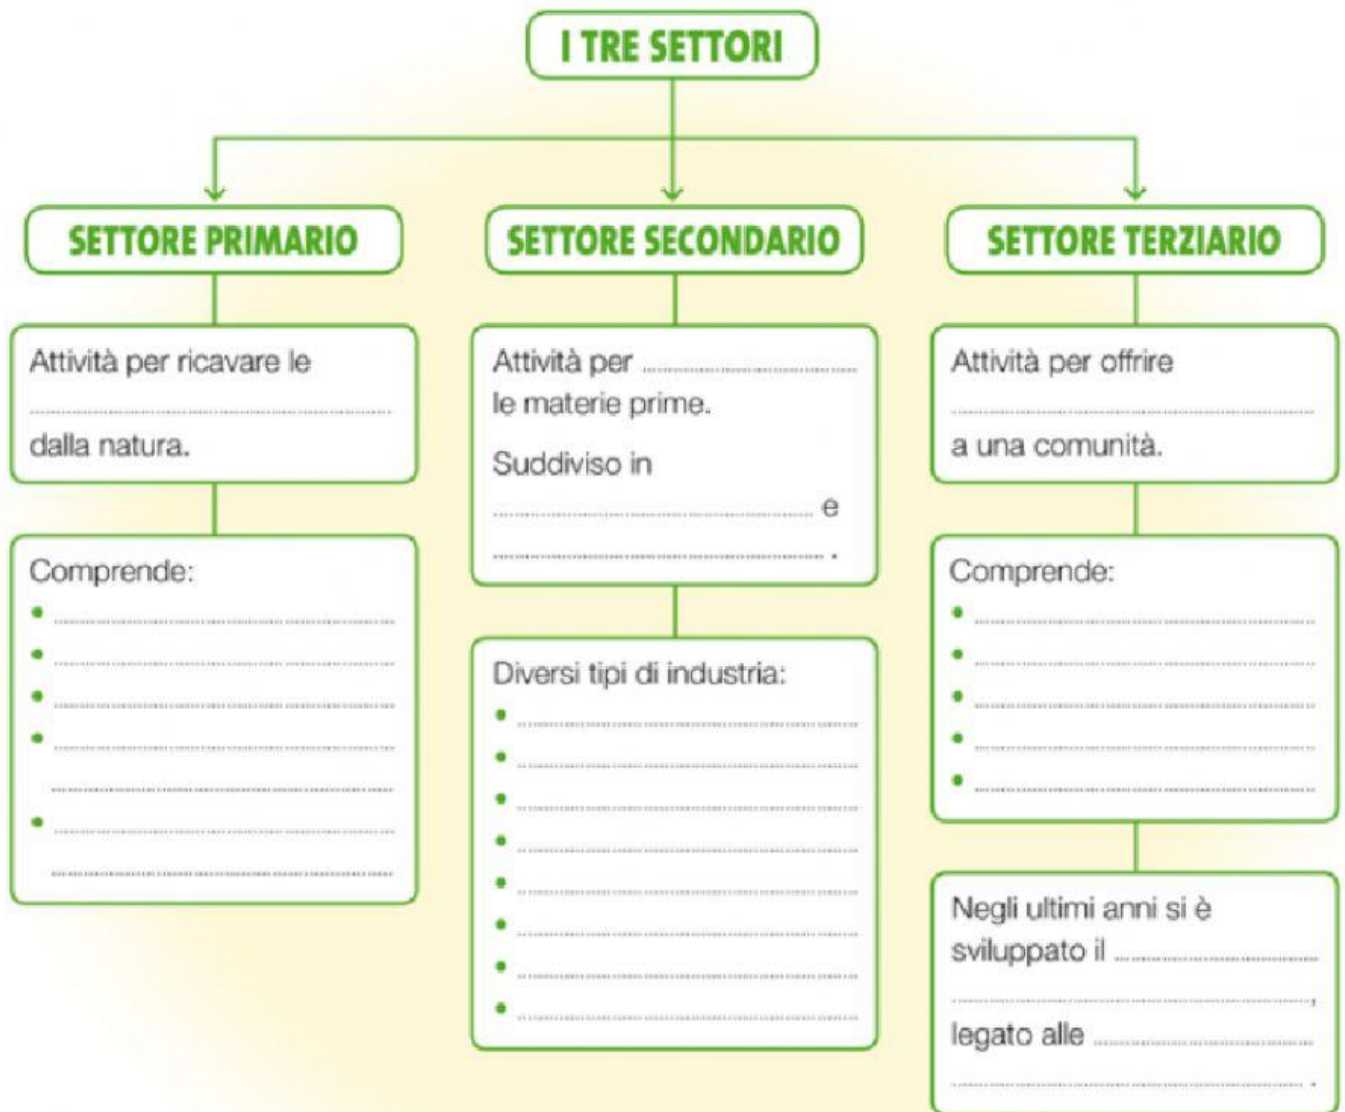 I TRE SETTORI
SETTORE PRIMARIO
Attività per ricavare le
dalla natura.
Comprende:
SETTORE SECONDARIO
Attività per
le materie prime.
Suddiviso in
e
.
Diversi tipi di industria:
SETTORE TERZIARIO
Attività per offrire
a una comunità.
Comprende:
Negli ultimi anni si è
sviluppato il
,
legato alle
.